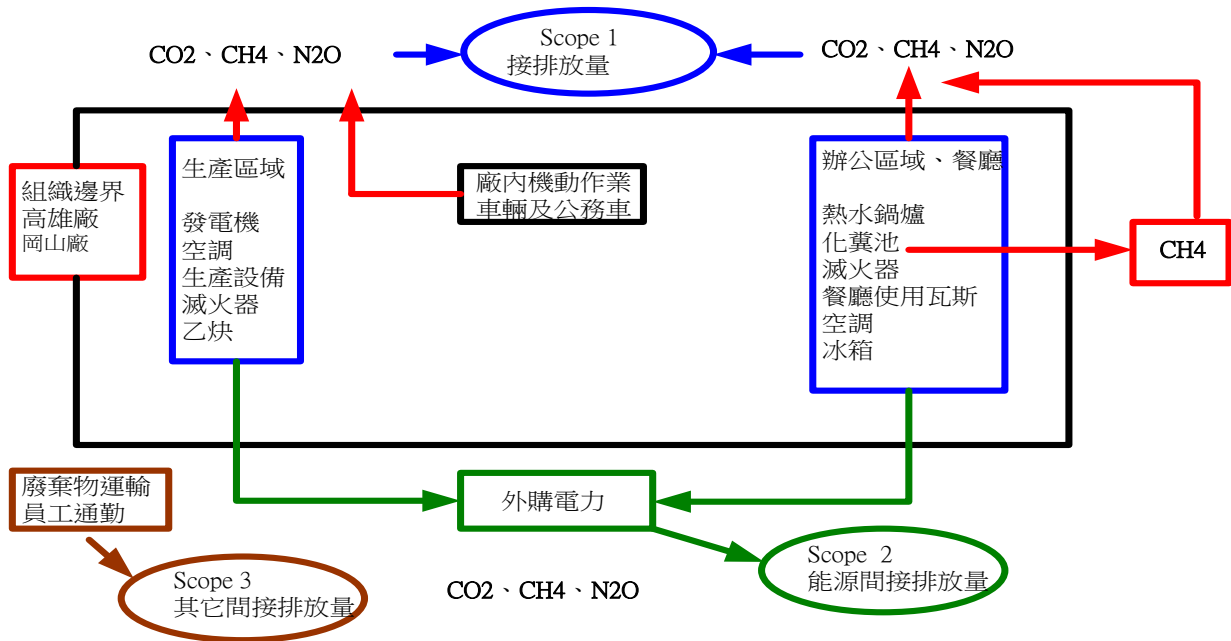 CO2、CH4、N2O
Scope 1
接排放量
CO2、CH4、N2O
組織邊界
高雄廠
岡山廠
生產區域
發電機
空調
生產設備
滅火器
乙炔
廠內機動作業
車輛及公務車
辦公區域、餐廳
熱水鍋爐
化糞池
滅火器
餐廳使用瓦斯
空調
冰箱
CH4
廢棄物運輸
員工通勤
外購電力
Scope 3
其它間接排放量
CO2、CH4、N2O
Scope 2
能源間接排放量